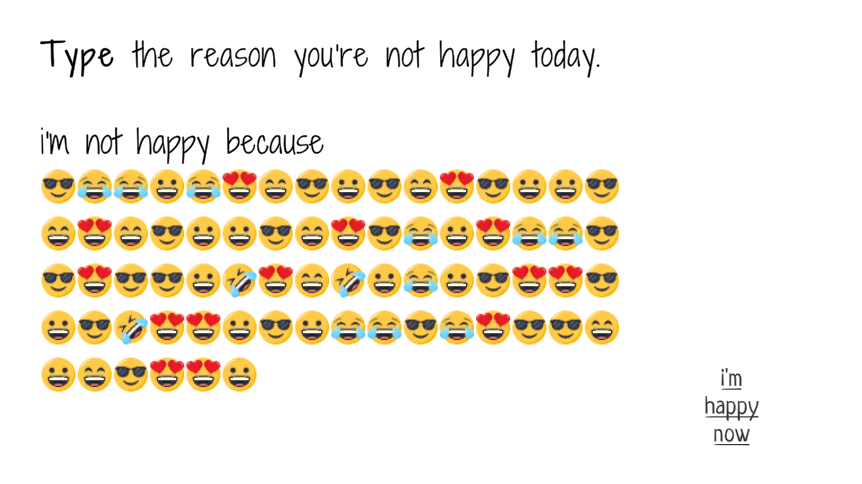 Type the reason you're not happy today.
i'm not happy because
😎😂😂😀😂😍😄😎😀😎😄😍😎😀😀😎
😄😍😄😎😀😀😎😄😍😎😂😀😍😂😂😎
😎😍😎😎😀🤣😍😄🤣😀😂😀😎😍😍😎
😀😎🤣😍😍😀😎😀😂😂😎😂😍😎😎😄
😀😄😎😍😍😀
i'm
happy
now